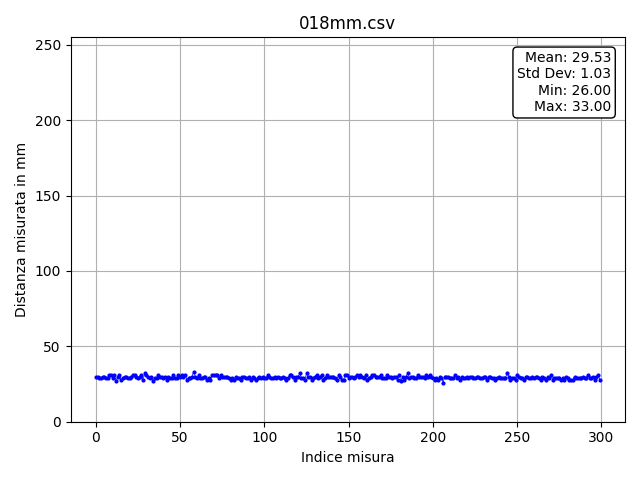 018mm.csv
Mean: 29.53
Std Dev: 1.03
Min: 26.00
Max: 33.00
Distanza misurata in mm
250
200
150
100
50
0
0 50 100 150 200 250 300
Indice misura